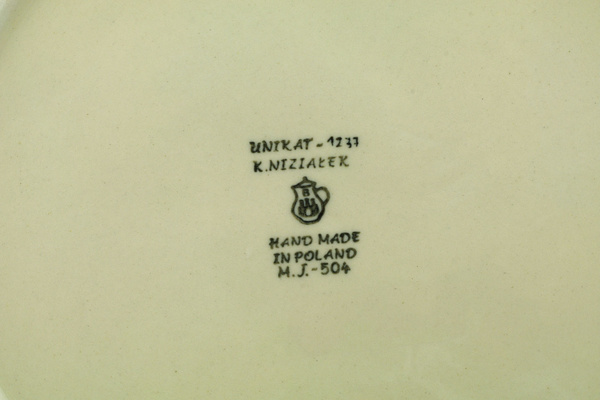 UNIKAT - 1237
K. NIZIAŁEK
B
HAND MADE
IN POLAND
M.J.-504